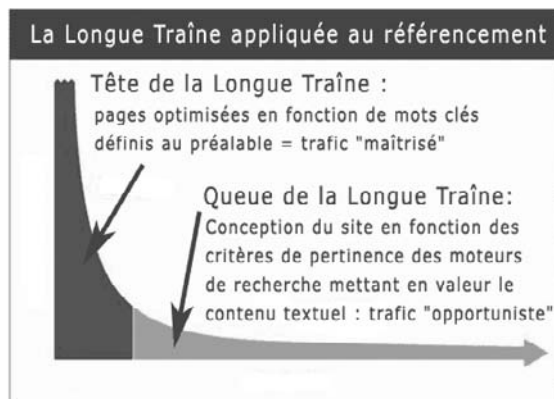 La Longue Traîne appliquée au référencement
Tête de la Longue Traîne :
pages optimisées en fonction de mots clés
définis au préalable = trafic "maîtrisé"
Queue de la Longue Traîne:
Conception du site en fonction des
critères de pertinence des moteurs
de recherche mettant en valeur le
contenu textuel : trafic "opportuniste"